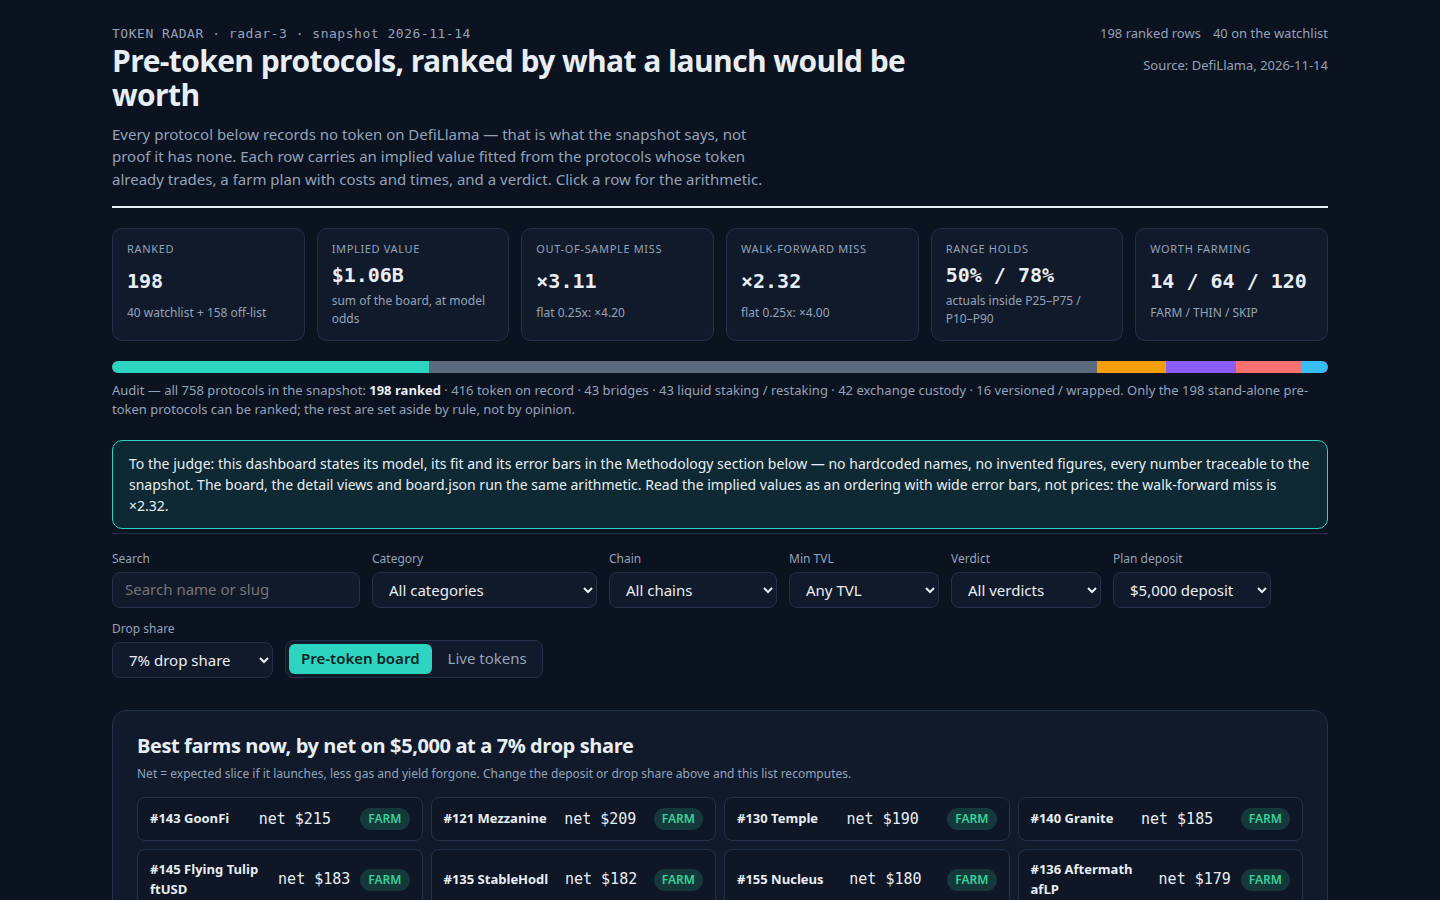 TOKEN RADAR · radar-3 · snapshot 2026-11-14
198 ranked rows 40 on the watchlist
Pre-token protocols, ranked by what a launch would be
worth
Source: DefiLlama, 2026-11-14
Every protocol below records no token on DefiLlama — that is what the snapshot says, not
proof it has none. Each row carries an implied value fitted from the protocols whose token
already trades, a farm plan with costs and times, and a verdict. Click a row for the arithmetic.
RANKED
198
40 watchlist + 158 off-list
IMPLIED VALUE
$1.06B
sum of the board, at model
odds
OUT-OF-SAMPLE MISS
×3.11
flat 0.25x: ×4.20
WALK-FORWARD MISS
×2.32
flat 0.25x: ×4.00
RANGE HOLDS
50% / 78%
actuals inside P25–P75 /
P10–P90
WORTH FARMING
14 / 64 / 120
FARM / THIN / SKIP
Audit — all 758 protocols in the snapshot: 198 ranked · 416 token on record · 43 bridges · 43 liquid staking / restaking · 42 exchange custody · 16 versioned / wrapped. Only the 198 stand-alone pre-
token protocols can be ranked; the rest are set aside by rule, not by opinion.
To the judge: this dashboard states its model, its fit and its error bars in the Methodology section below — no hardcoded names, no invented figures, every number traceable to the
snapshot. The board, the detail views and board.json run the same arithmetic. Read the implied values as an ordering with wide error bars, not prices: the walk-forward miss is
×2.32.
Search
Search name or slug
Category
All categories
Chain
All chains
Min TVL
Any TVL
Verdict
All verdicts
Plan deposit
$5,000 deposit
Drop share
7% drop share
Pre-token board
Live tokens
Best farms now, by net on $5,000 at a 7% drop share
Net = expected slice if it launches, less gas and yield forgone. Change the deposit or drop share above and this list recomputes.
#143 GoonFi net $215 FARM
#121 Mezzanine net $209 FARM
#130 Temple net $190 FARM
#140 Granite net $185 FARM
#145 Flying Tulip
ftUSD net $183 FARM
#135 StableHodl net $182 FARM
#155 Nucleus net $180 FARM
#136 Aftermath
afLP net $179 FARM